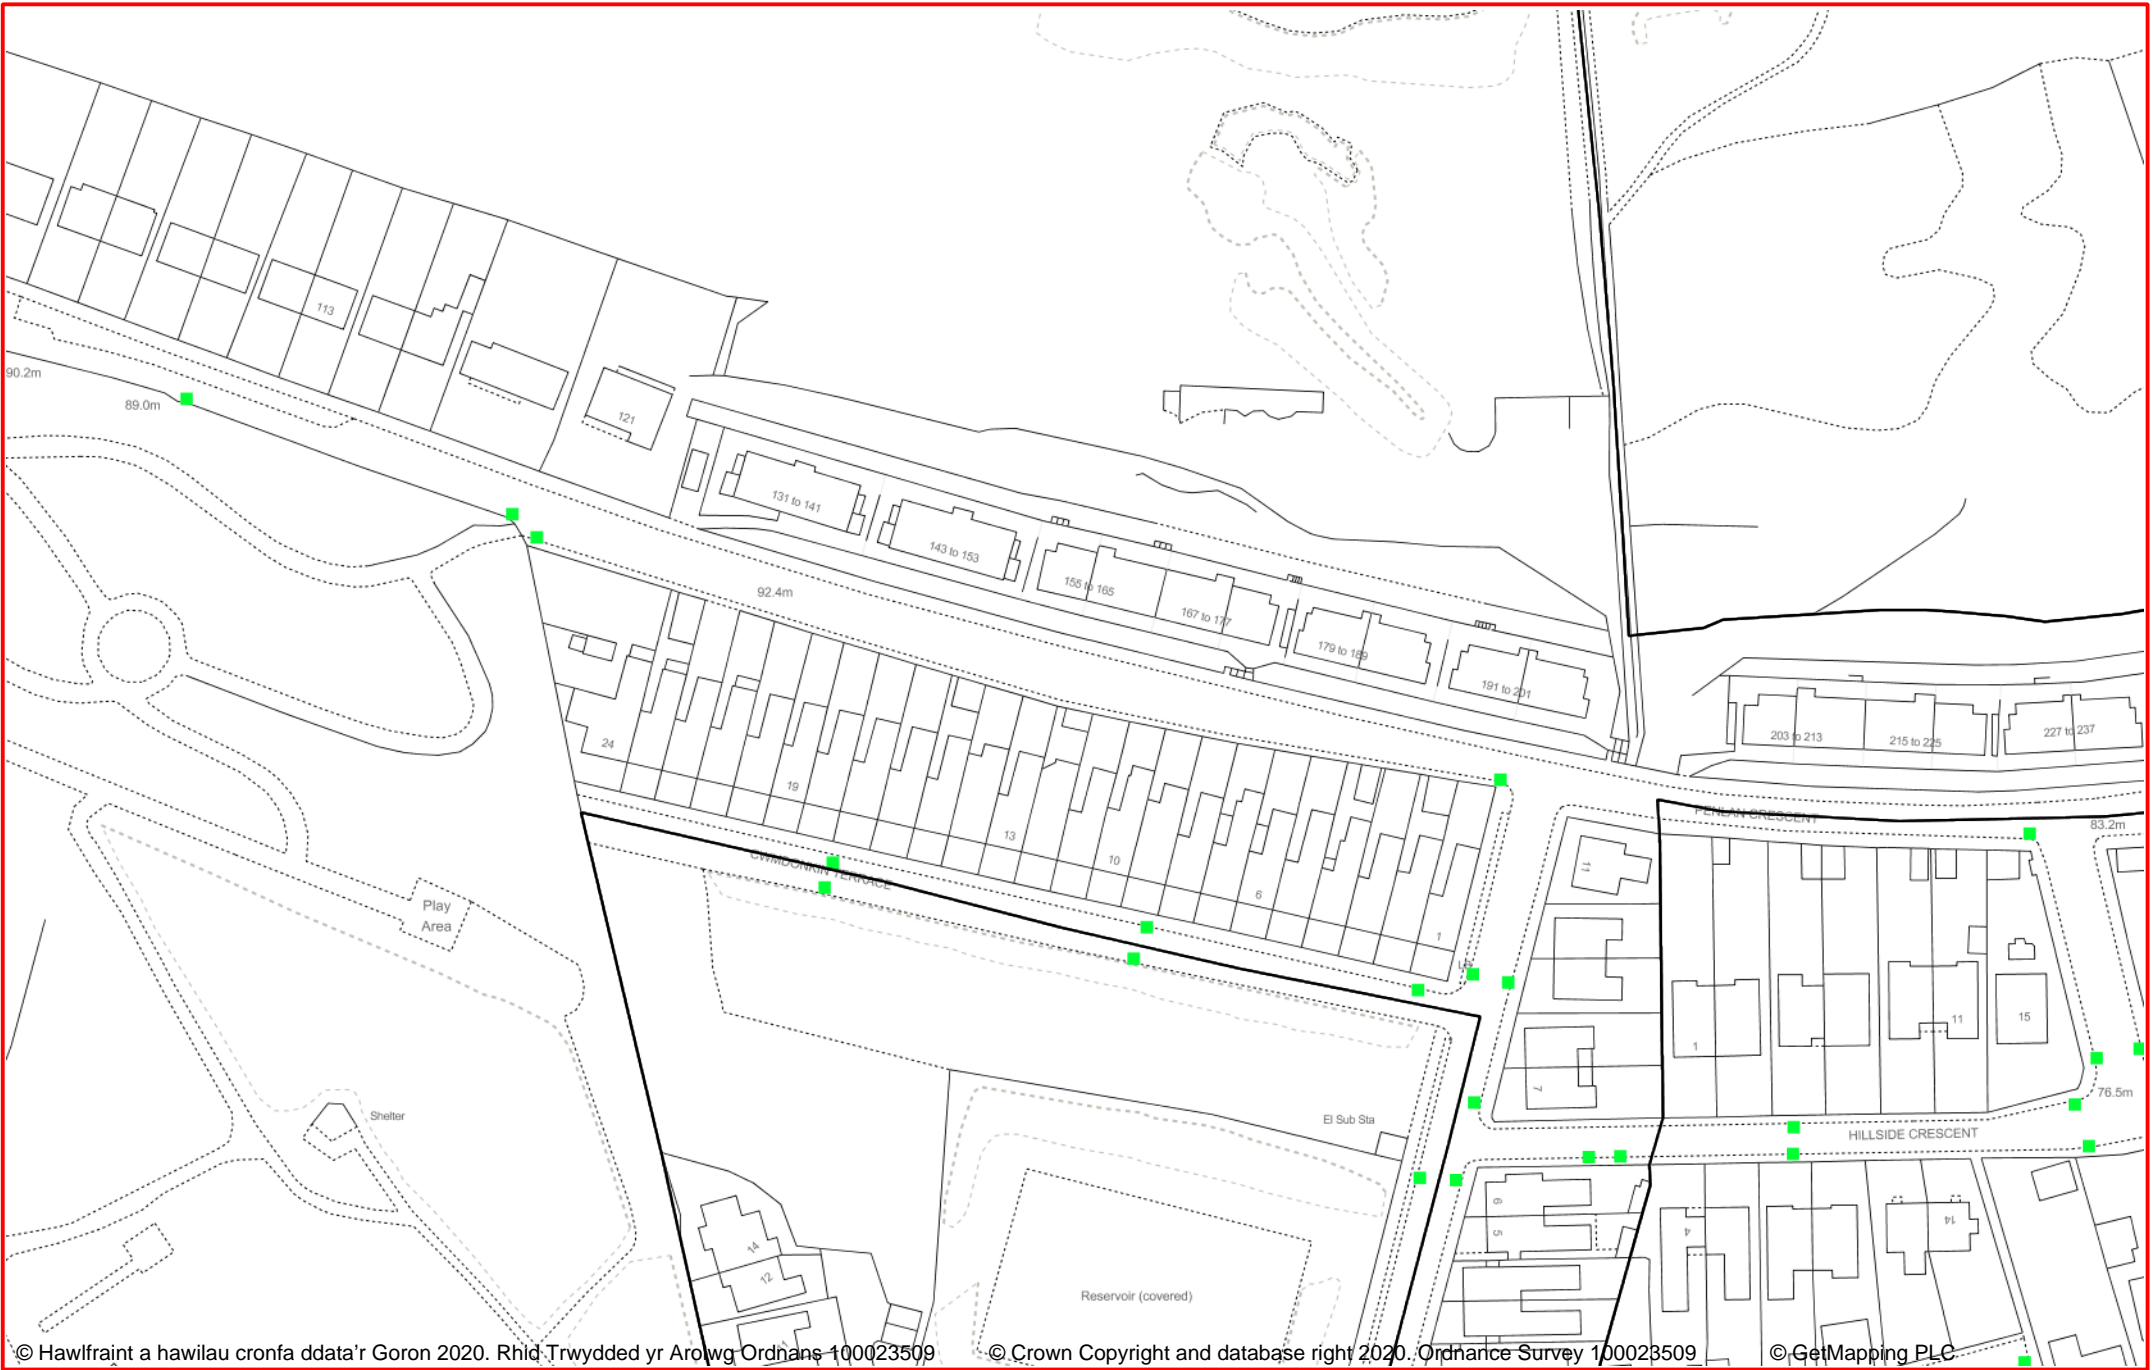 113
90.2m
89.0m
121
131 to 141
143 to 153
155 to 165
167 to 177
92.4m
179 to 189
191 to 201
203 to 213
215 to 225
227 to 237
24
19
13
10
6
1
PENLAN CRESCENT
83.2m
CWMDONKIN TERRACE
11
Play
Area
1
11
15
7
76.5m
Shelter
El Sub Sta
HILLSIDE CRESCENT
6
5
4
14
14
12
Reservoir (covered)
© Hawlfraint a hawilau cronfa ddata'r Goron 2020. Rhid Trwydded yr Arolwg Ordnans 100023509 © Crown Copyright and database right 2020. Ordnance Survey 100023509 © GetMapping PLC